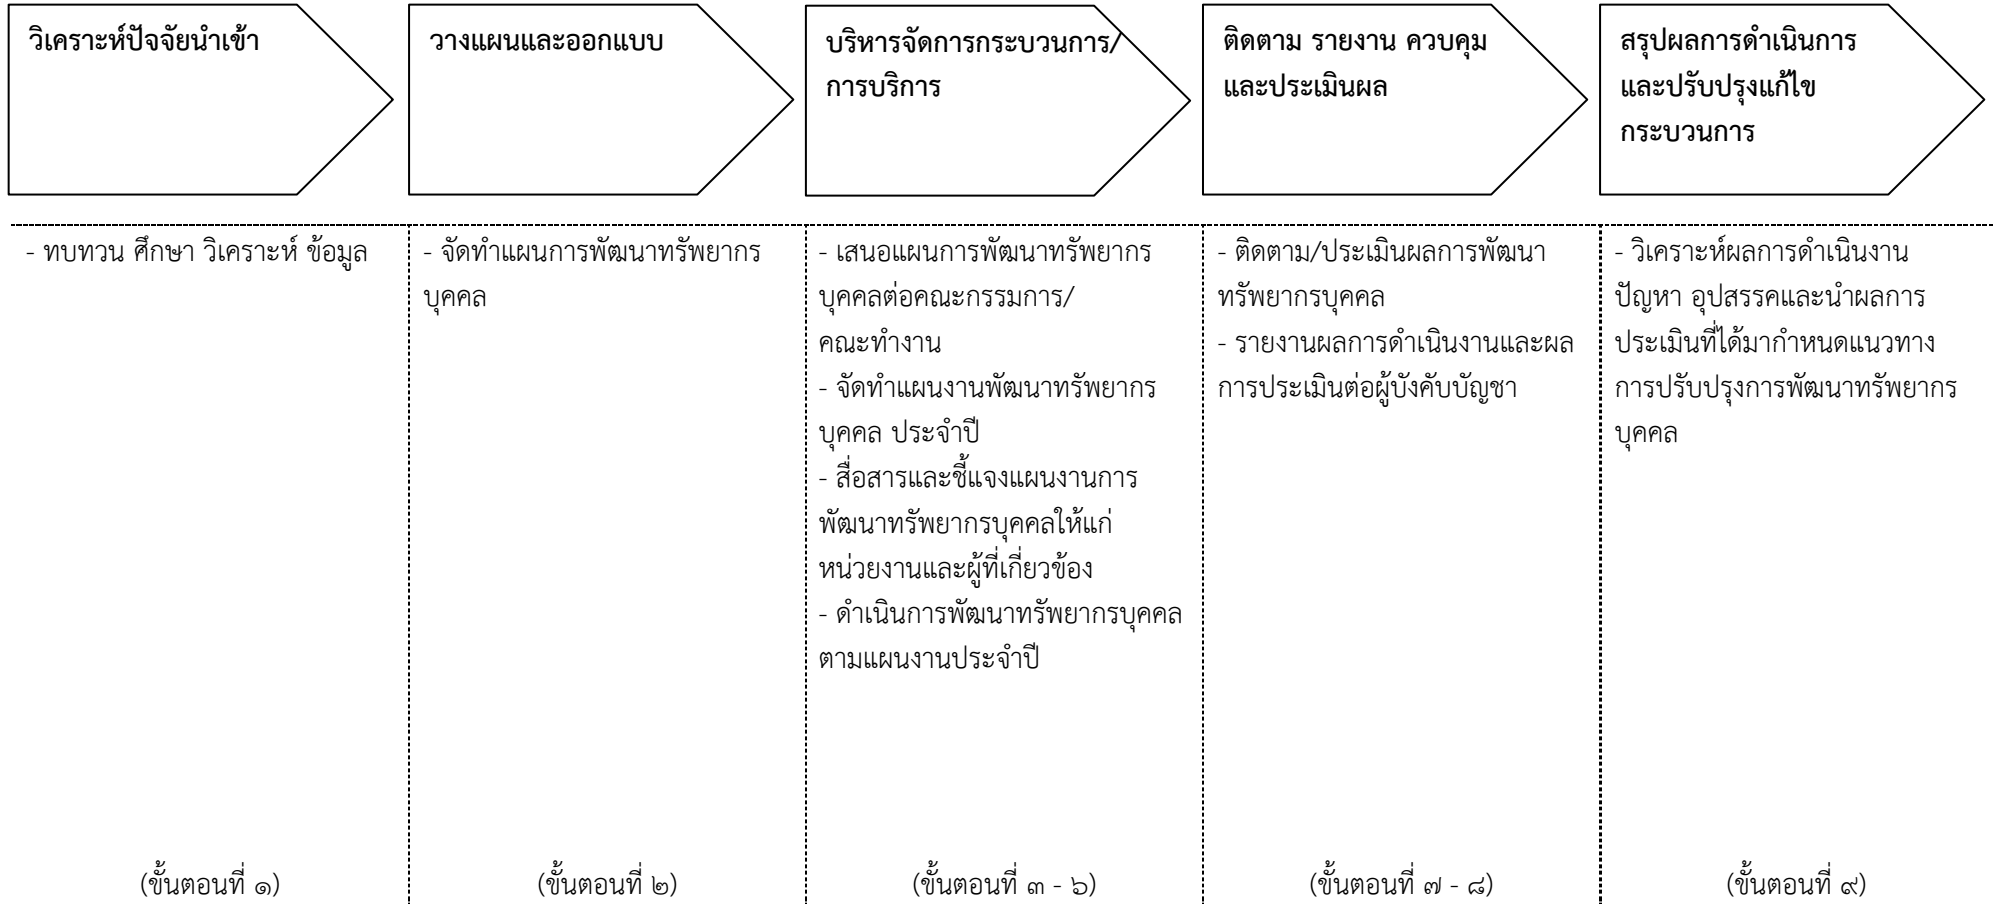 วิเคราะห์ปัจจัยนำเข้า
วางแผนและออกแบบ
บริหารจัดการกระบวนการ/
การบริการ
ติดตาม รายงาน ควบคุม
และประเมินผล
สรุปผลการดำเนินการ
และปรับปรุงแก้ไข
กระบวนการ
- ทบทวน ศึกษา วิเคราะห์ ข้อมูล
(ขั้นตอนที่ ๑)
- จัดทำแผนการพัฒนาทรัพยากร
บุคคล
(ขั้นตอนที่ ๒)
- เสนอแผนการพัฒนาทรัพยากร
บุคคลต่อคณะกรรมการ/
คณะทำงาน
- จัดทำแผนงานพัฒนาทรัพยากร
บุคคล ประจำปี
- สื่อสารและชี้แจงแผนงานการ
พัฒนาทรัพยากรบุคคลให้แก่
หน่วยงานและผู้ที่เกี่ยวข้อง
- ดำเนินการพัฒนาทรัพยากรบุคคล
ตามแผนงานประจำปี
(ขั้นตอนที่ ๓ - ๖)
- ติดตาม/ประเมินผลการพัฒนา
ทรัพยากรบุคคล
- รายงานผลการดำเนินงานและผล
การประเมินต่อผู้บังคับบัญชา
(ขั้นตอนที่ ๗ - ๘)
- วิเคราะห์ผลการดำเนินงาน
ปัญหา อุปสรรคและนำผลการ
ประเมินที่ได้มากำหนดแนวทาง
การปรับปรุงการพัฒนาทรัพยากร
บุคคล
(ขั้นตอนที่ ๙)